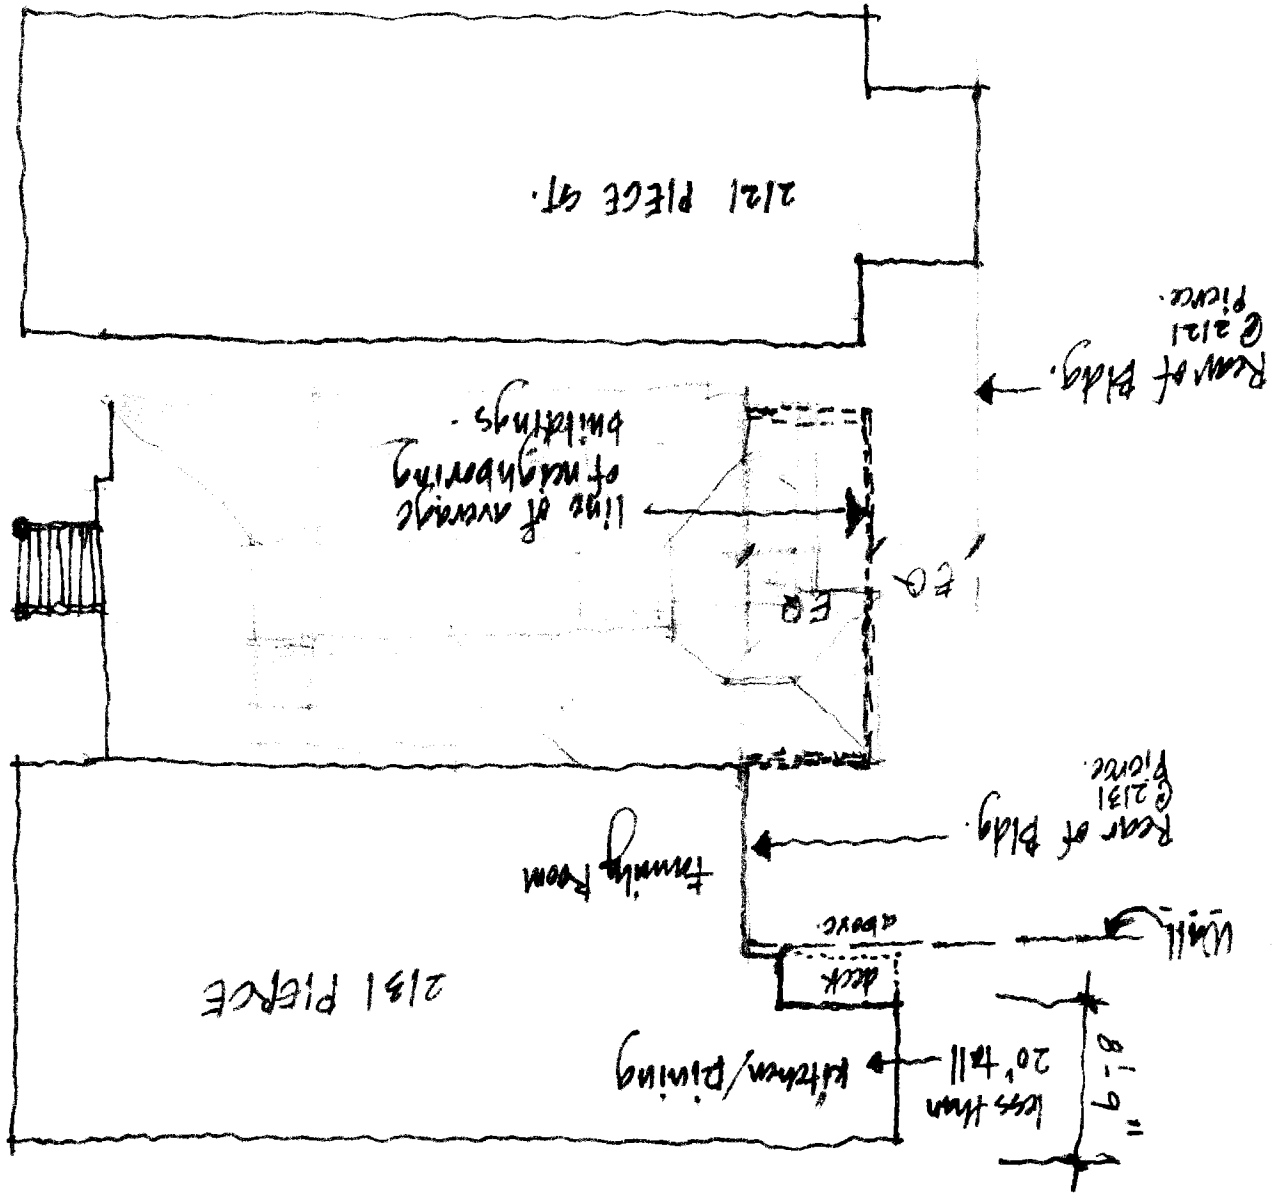 8'-9"
less than
20' tall
Kitchen/Dining
2131 PIERCE
deck
above.
Wall
Family Room
Rear of Bldg.
@ 2131
Pierce.
EQ
EQ
line of average
of neighboring
buildings.
Rear of Bldg.
@ 2121
Pierce.
2121 PIECE ST.